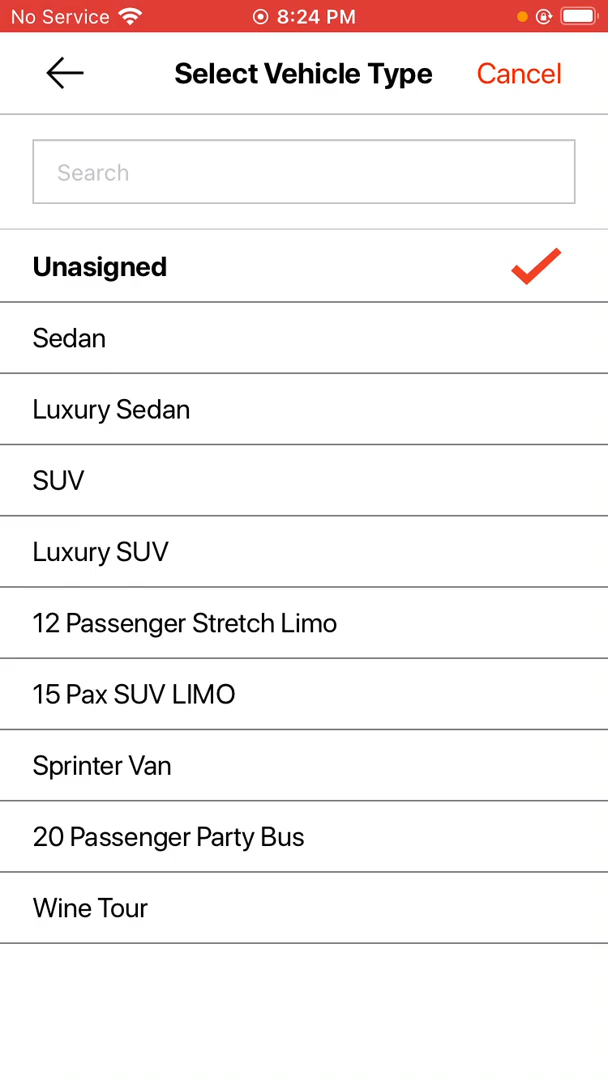 No Service 8:24 PM
Select Vehicle Type Cancel
Search
Unasigned
Sedan
Luxury Sedan
SUV
Luxury SUV
12 Passenger Stretch Limo
15 Pax SUV LIMO
Sprinter Van
20 Passenger Party Bus
Wine Tour